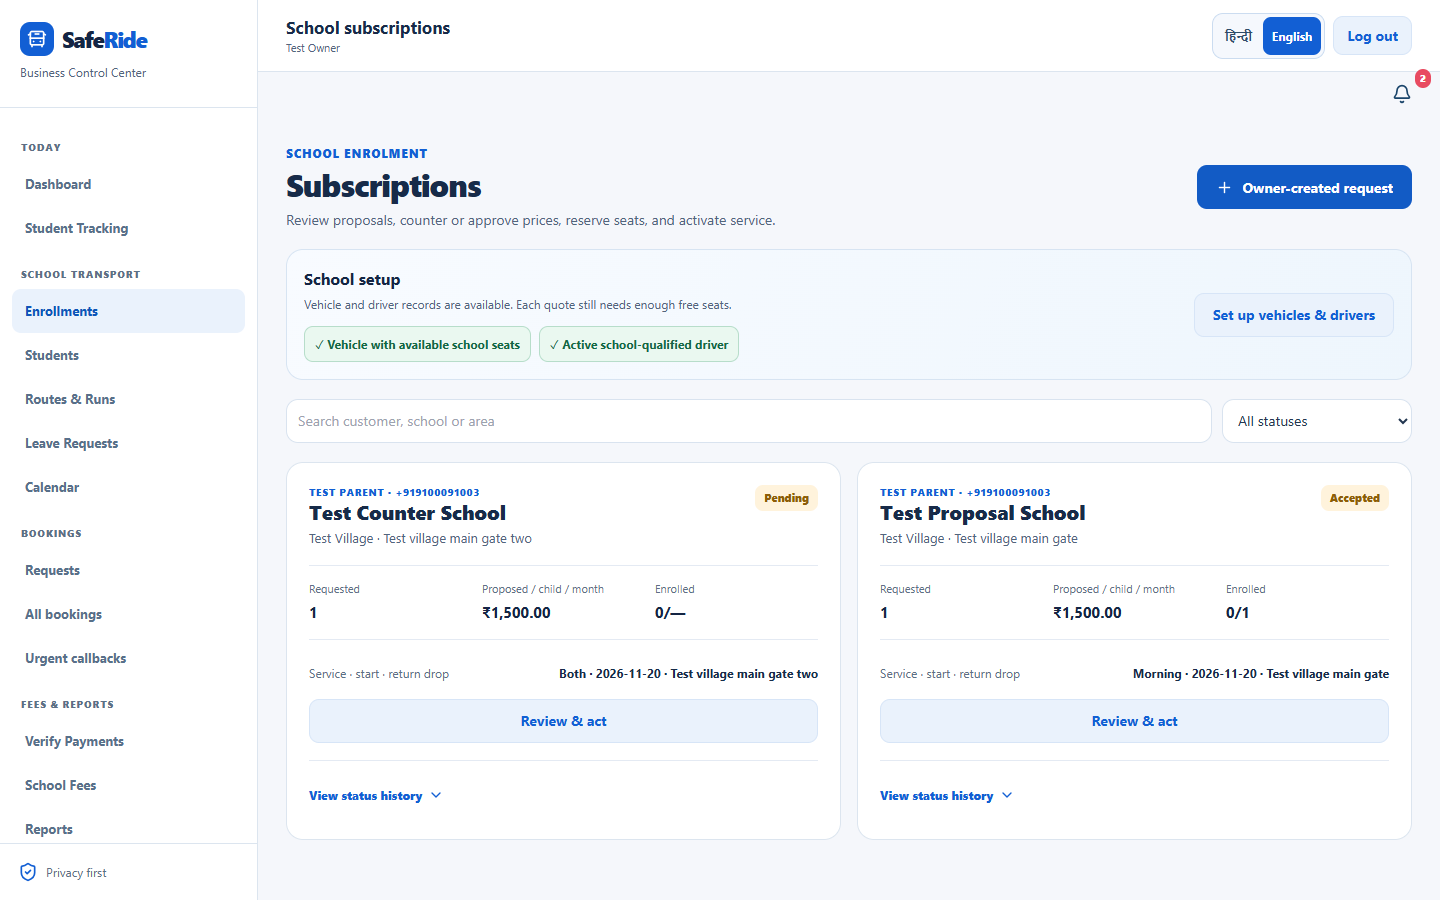 SafeRide
Business Control Center
TODAY
Dashboard
Student Tracking
SCHOOL TRANSPORT
Enrollments
Students
Routes & Runs
Leave Requests
Calendar
BOOKINGS
Requests
All bookings
Urgent callbacks
FEES & REPORTS
Verify Payments
School Fees
Reports
Privacy first
School subscriptions
Test Owner
हिन्दी English Log out
2
SCHOOL ENROLMENT
Subscriptions
Review proposals, counter or approve prices, reserve seats, and activate service.
+ Owner-created request
School setup
Vehicle and driver records are available. Each quote still needs enough free seats.
✓ Vehicle with available school seats ✓ Active school-qualified driver
Set up vehicles & drivers
Search customer, school or area
All statuses
TEST PARENT · +919100091003
Pending
Test Counter School
Test Village · Test village main gate two
Requested Proposed / child / month Enrolled
1 ₹1,500.00 0/—
Service · start · return drop Both · 2026-11-20 · Test village main gate two
Review & act
View status history
TEST PARENT · +919100091003
Accepted
Test Proposal School
Test Village · Test village main gate
Requested Proposed / child / month Enrolled
1 ₹1,500.00 0/1
Service · start · return drop Morning · 2026-11-20 · Test village main gate
Review & act
View status history